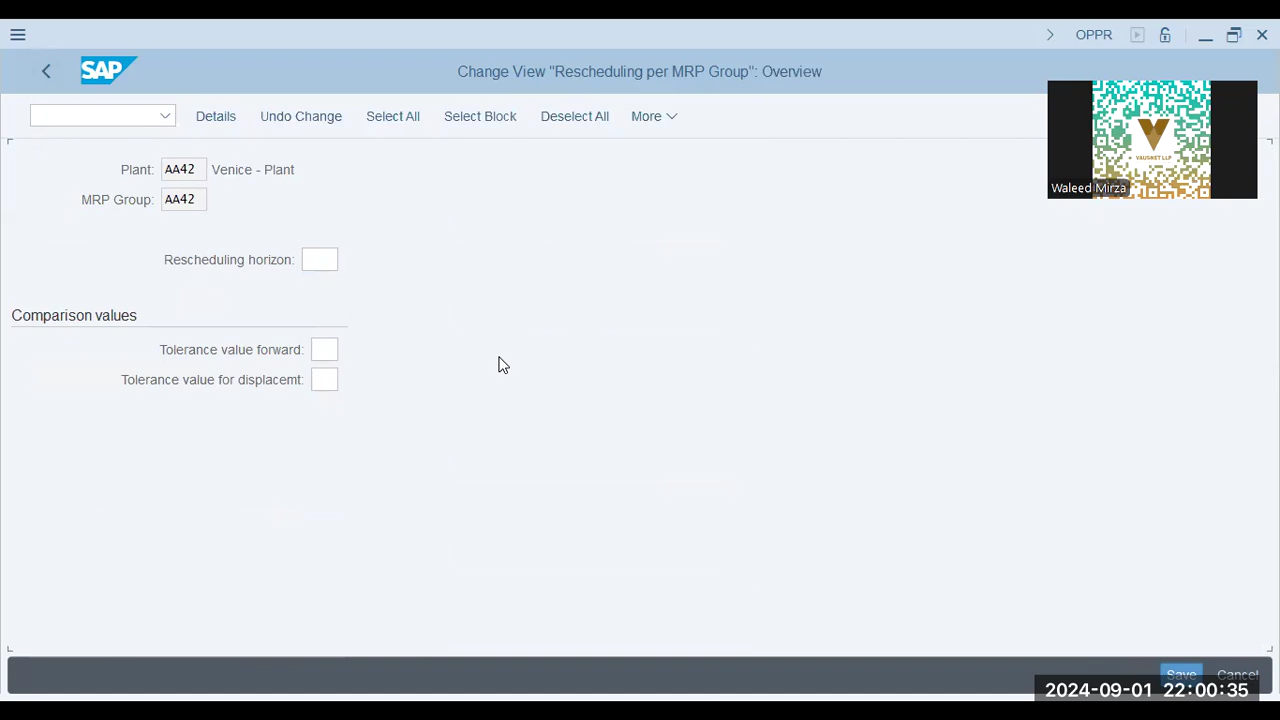 OPPR
SAP
Change View "Rescheduling per MRP Group": Overview
Details Undo Change Select All Select Block Deselect All More
Plant: AA42 Venice - Plant
MRP Group: AA42
Rescheduling horizon:
Comparison values
Tolerance value forward:
Tolerance value for displacemt:
VAUSNET LLP
Waleed Mirza
Save Cancel
2024-09-01 22:00:35